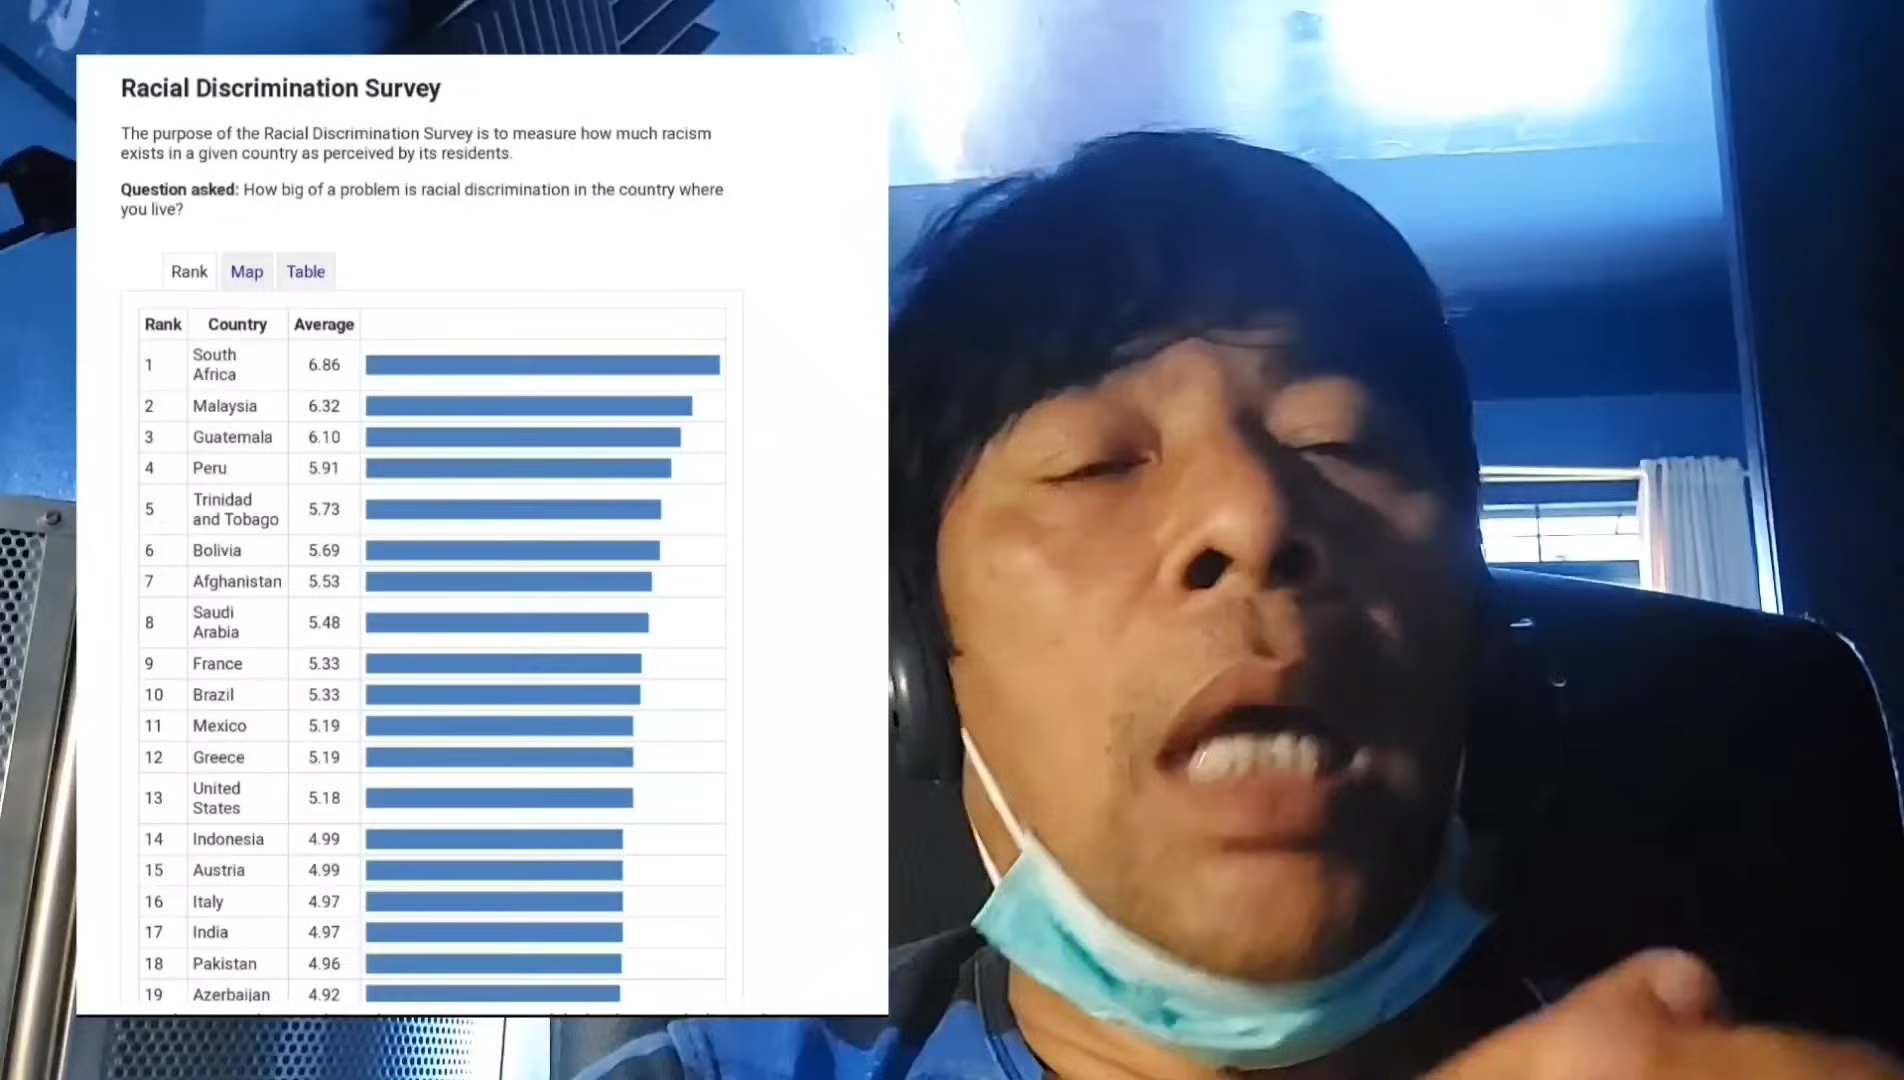 Racial Discrimination Survey
The purpose of the Racial Discrimination Survey is to measure how much racism
exists in a given country as perceived by its residents.
Question asked: How big of a problem is racial discrimination in the country where
you live?
Rank Map Table
Rank Country Average
1 South Africa 6.86
2 Malaysia 6.32
3 Guatemala 6.10
4 Peru 5.91
5 Trinidad and Tobago 5.73
6 Bolivia 5.69
7 Afghanistan 5.53
8 Saudi Arabia 5.48
9 France 5.33
10 Brazil 5.33
11 Mexico 5.19
12 Greece 5.19
13 United States 5.18
14 Indonesia 4.99
15 Austria 4.99
16 Italy 4.97
17 India 4.97
18 Pakistan 4.96
19 Azerbaijan 4.92